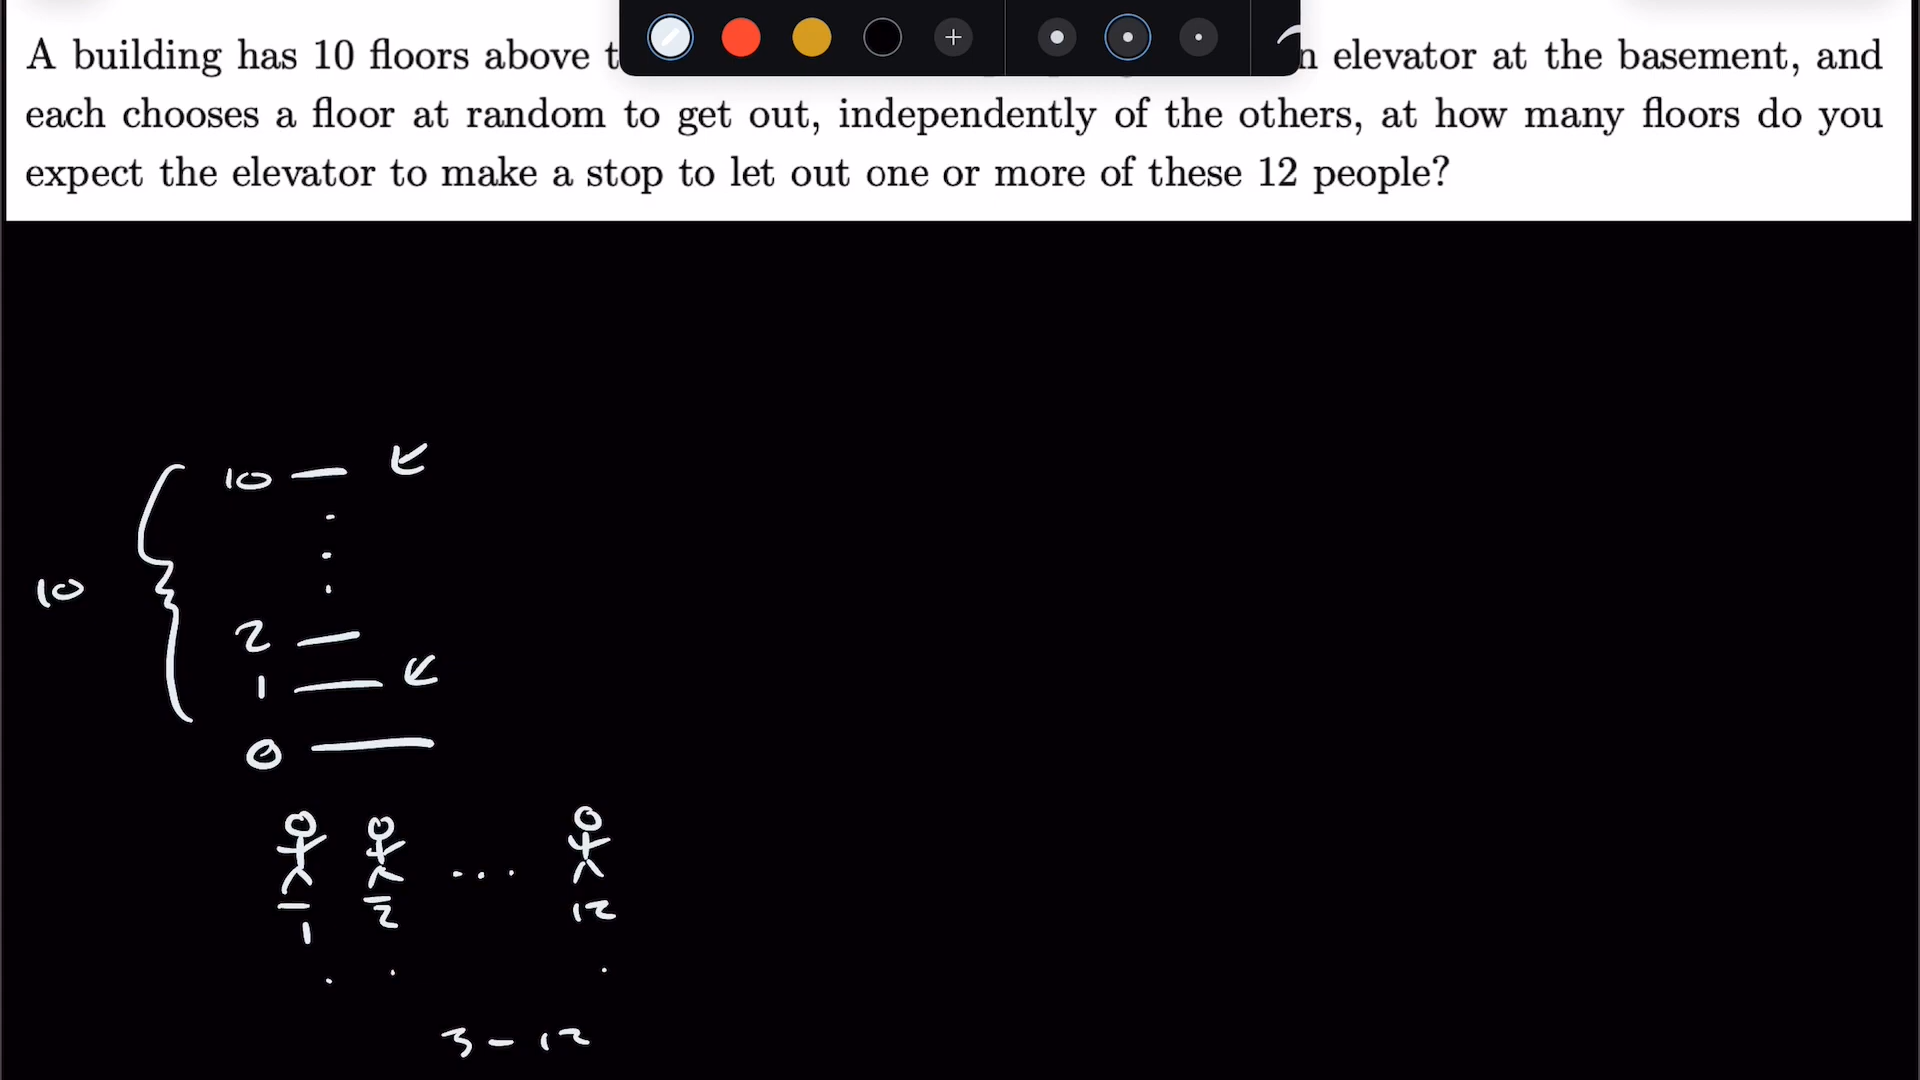 A building has 10 floors above t
n elevator at the basement, and
each chooses a floor at random to get out, independently of the others, at how many floors do you
expect the elevator to make a stop to let out one or more of these 12 people?
10
10
2
1
0
1 2 ... 12
3 - 12